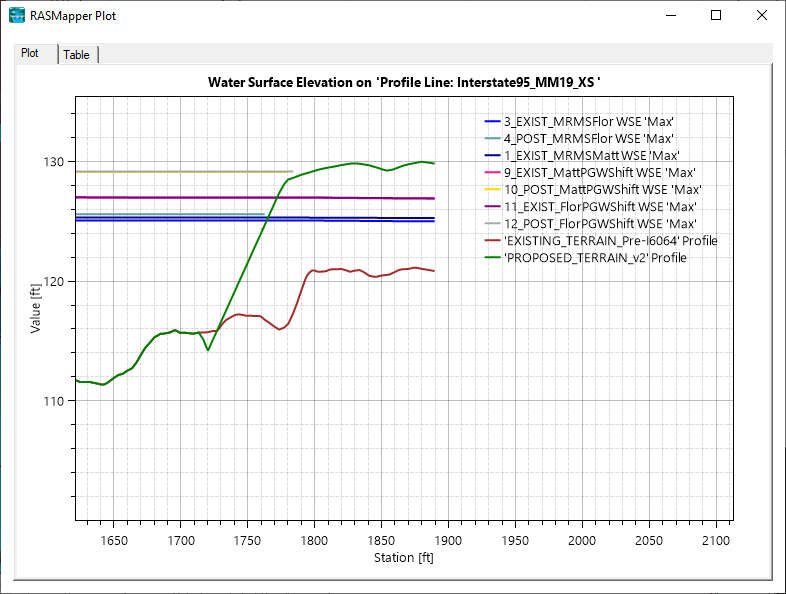 RASMapper Plot
Plot
Table
Water Surface Elevation on 'Profile Line: Interstate95_MM19_XS '
3_EXIST_MRMSFlor WSE 'Max'
4_POST_MRMSFlor WSE 'Max'
1_EXIST_MRMSMatt WSE 'Max'
9_EXIST_MattPGWShift WSE 'Max'
10_POST_MattPGWShift WSE 'Max'
11_EXIST_FlorPGWShift WSE 'Max'
12_POST_FlorPGWShift WSE 'Max'
'EXISTING_TERRAIN_Pre-I6064' Profile
'PROPOSED_TERRAIN_v2' Profile
130
120
110
Value [ft]
1650 1700 1750 1800 1850 1900 1950 2000 2050 2100
Station [ft]